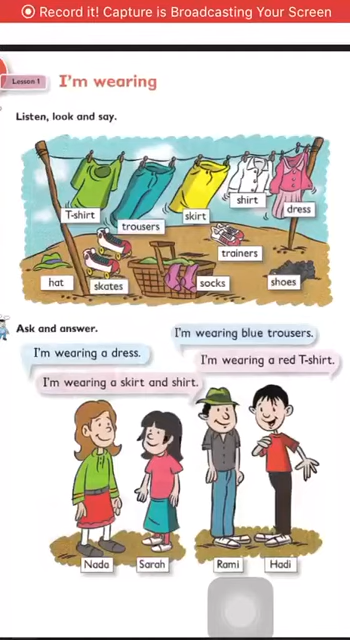 Record it! Capture is Broadcasting Your Screen
Lesson 1
I'm wearing
Listen, look and say.
T-shirt
trousers
skirt
shirt
dress
hat
skates
socks
trainers
shoes
Ask and answer.
I'm wearing blue trousers.
I'm wearing a dress.
I'm wearing a red T-shirt.
I'm wearing a skirt and shirt.
Nada
Sarah
Rami
Hadi